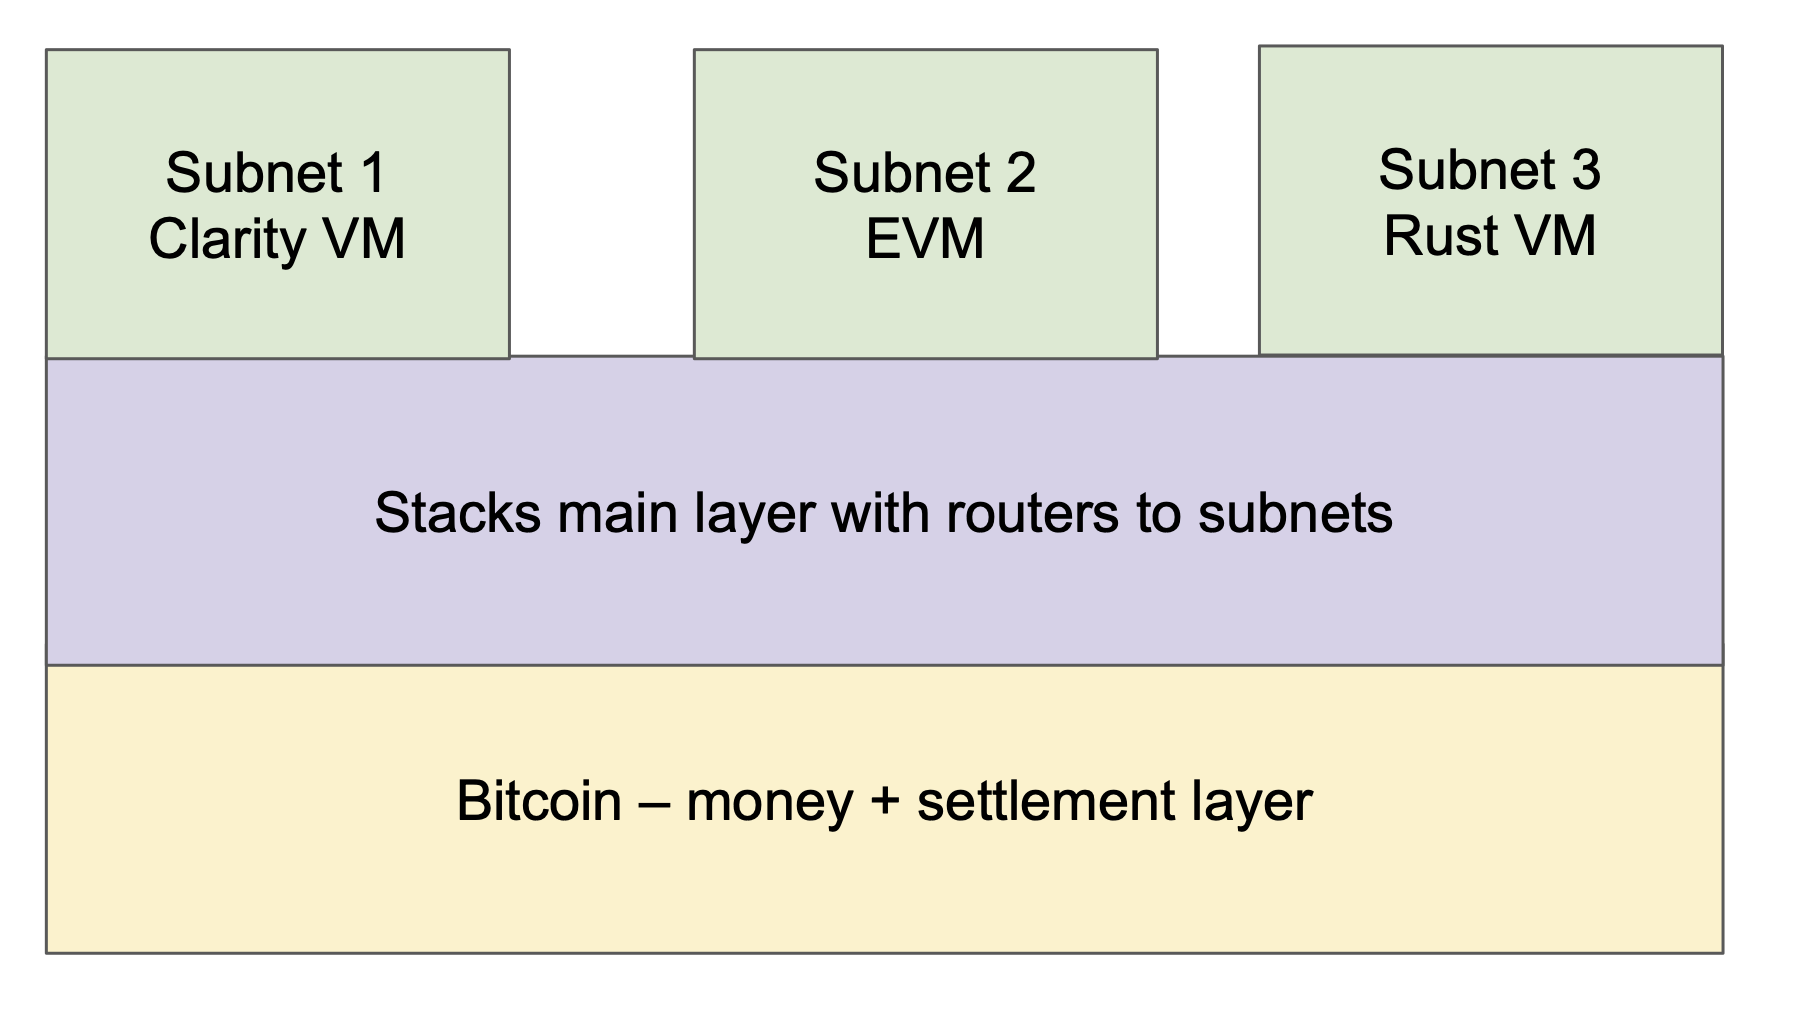 Subnet 1
Clarity VM
Subnet 2
EVM
Subnet 3
Rust VM
Stacks main layer with routers to subnets
Bitcoin – money + settlement layer